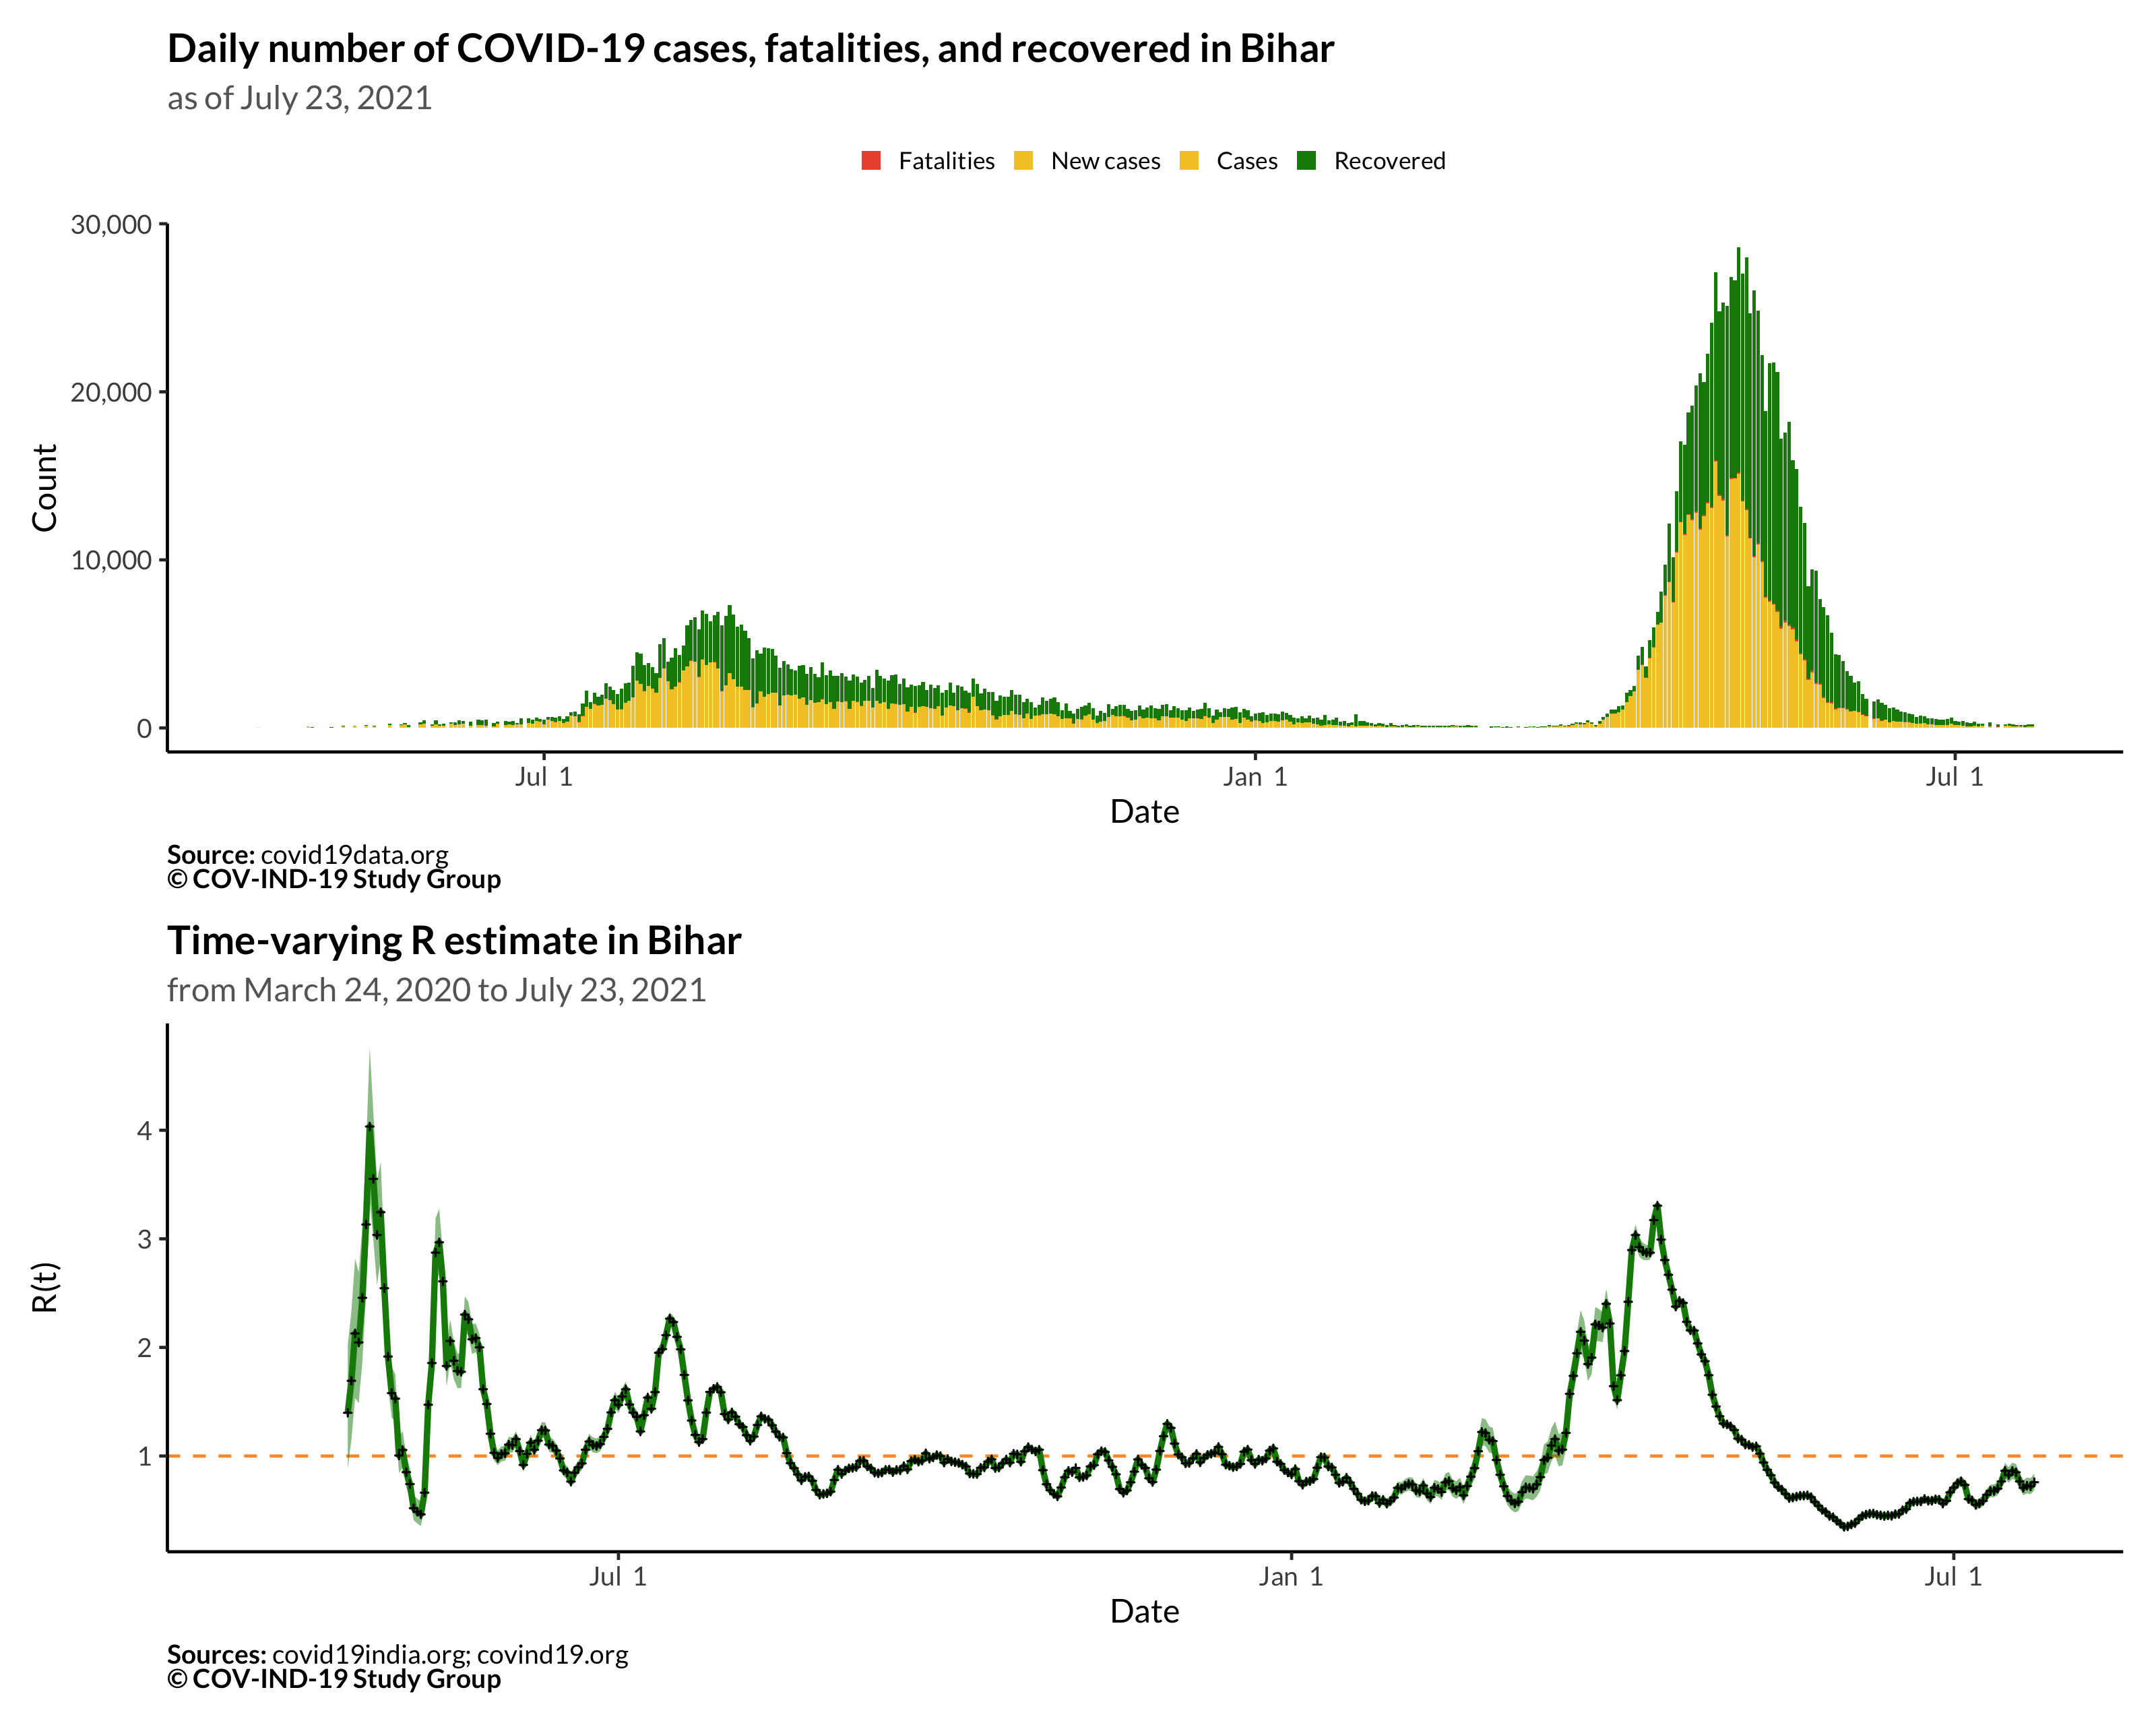 Daily number of COVID-19 cases, fatalities, and recovered in Bihar
as of July 23, 2021
Fatalities New cases Cases Recovered
30,000
20,000
10,000
0
Count
Jul 1 Jan 1 Jul 1
Date
Source: covid19data.org
© COV-IND-19 Study Group
Time-varying R estimate in Bihar
from March 24, 2020 to July 23, 2021
4
3
2
1
R(t)
Jul 1 Jan 1 Jul 1
Date
Sources: covid19india.org; covind19.org
© COV-IND-19 Study Group